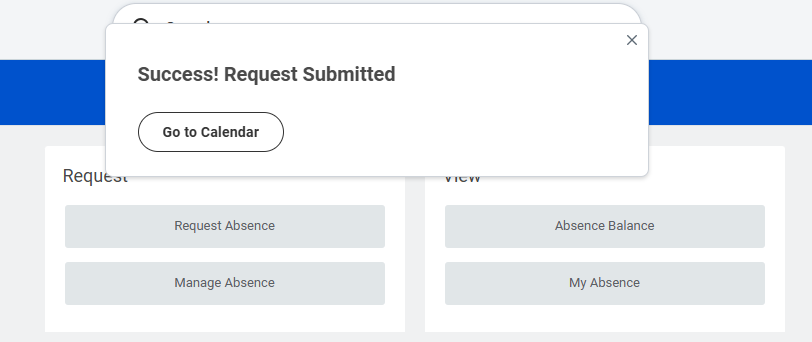 Success! Request Submitted
Go to Calendar
Request
View
Request Absence
Absence Balance
Manage Absence
My Absence